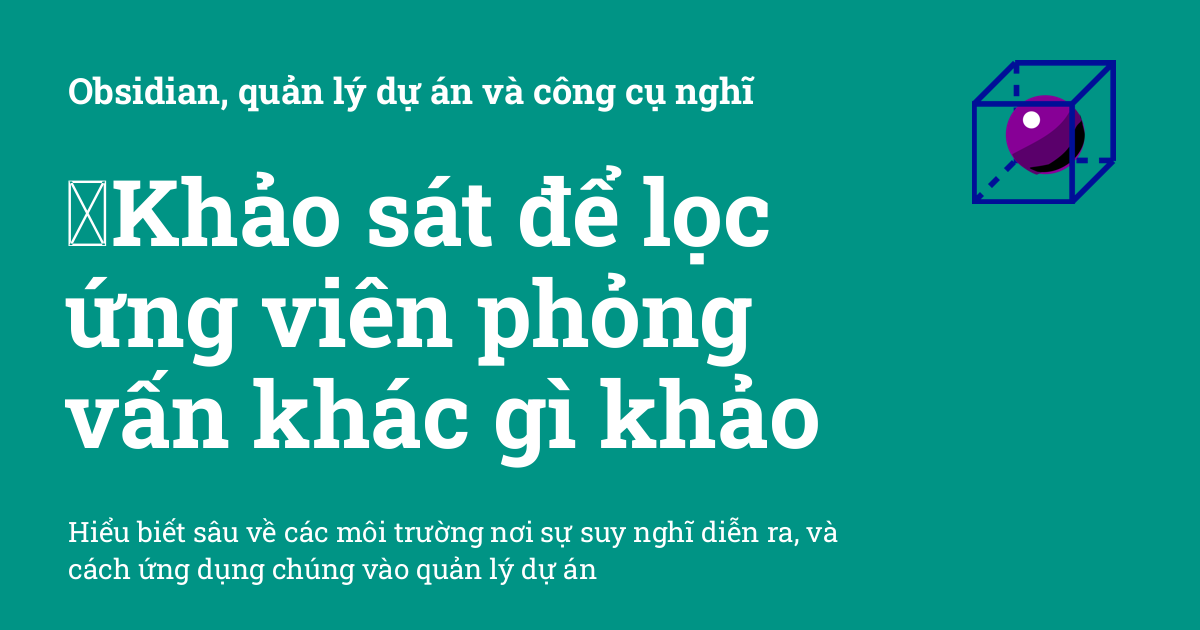 Obsidian, quản lý dự án và công cụ nghĩ
Khảo sát để lọc
ứng viên phỏng
vấn khác gì khảo
Hiểu biết sâu về các môi trường nơi sự suy nghĩ diễn ra, và
cách ứng dụng chúng vào quản lý dự án